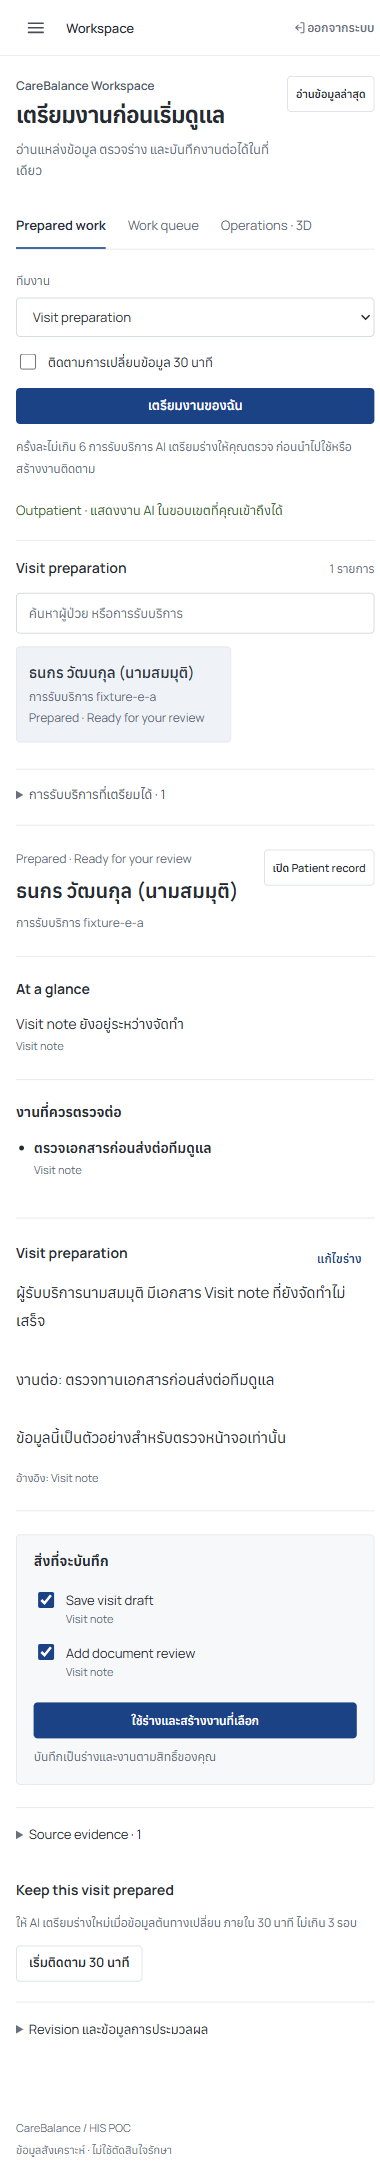 Workspace
ออกจากระบบ
CareBalance Workspace
เตรียมงานก่อนเริ่มดูแล
อ่านข้อมูลล่าสุด
อ่านแหล่งข้อมูล ตรวจร่าง และบันทึกงานต่อได้ในที่
เดียว
Prepared work
Work queue
Operations · 3D
ทีมงาน
Visit preparation
ติดตามการเปลี่ยนข้อมูล 30 นาที
เตรียมงานของฉัน
ครั้งละไม่เกิน 6 การรับบริการ AI เตรียมร่างให้คุณตรวจ ก่อนนำไปใช้หรือ
สร้างงานติดตาม
Outpatient · แสดงงาน AI ในขอบเขตที่คุณเข้าถึงได้
Visit preparation
1 รายการ
ค้นหาผู้ป่วย หรือการรับบริการ
ธนกร วัฒนกุล (นามสมมุติ)
การรับบริการ fixture-e-a
Prepared · Ready for your review
การรับบริการที่เตรียมได้ · 1
Prepared · Ready for your review
เปิด Patient record
ธนกร วัฒนกุล (นามสมมุติ)
การรับบริการ fixture-e-a
At a glance
Visit note ยังอยู่ระหว่างจัดทำ
Visit note
งานที่ควรตรวจต่อ
• ตรวจเอกสารก่อนส่งต่อทีมดูแล
Visit note
Visit preparation
แก้ไขร่าง
ผู้รับบริการนามสมมุติ มีเอกสาร Visit note ที่ยังจัดทำไม่
เสร็จ
งานต่อ: ตรวจทานเอกสารก่อนส่งต่อทีมดูแล
ข้อมูลนี้เป็นตัวอย่างสำหรับตรวจหน้าจอเท่านั้น
อ้างอิง: Visit note
สิ่งที่จะบันทึก
Save visit draft
Visit note
Add document review
Visit note
ใช้ร่างและสร้างงานที่เลือก
บันทึกเป็นร่างและงานตามสิทธิ์ของคุณ
Source evidence · 1
Keep this visit prepared
ให้ AI เตรียมร่างใหม่เมื่อข้อมูลต้นทางเปลี่ยน ภายใน 30 นาที ไม่เกิน 3 รอบ
เริ่มติดตาม 30 นาที
Revision และข้อมูลการประมวลผล
CareBalance / HIS POC
ข้อมูลสังเคราะห์ · ไม่ใช้ตัดสินใจรักษา